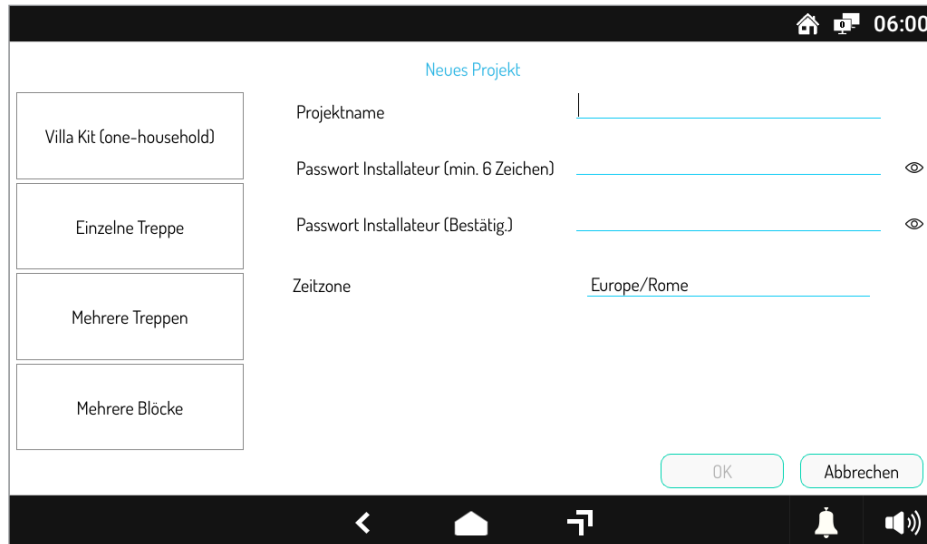 06:00
Neues Projekt
Villa Kit (one-household)
Einzelne Treppe
Mehrere Treppen
Mehrere Blöcke
Projektname
Passwort Installateur (min. 6 Zeichen)
Passwort Installateur (Bestätig.)
Zeitzone Europe/Rome
OK Abbrechen